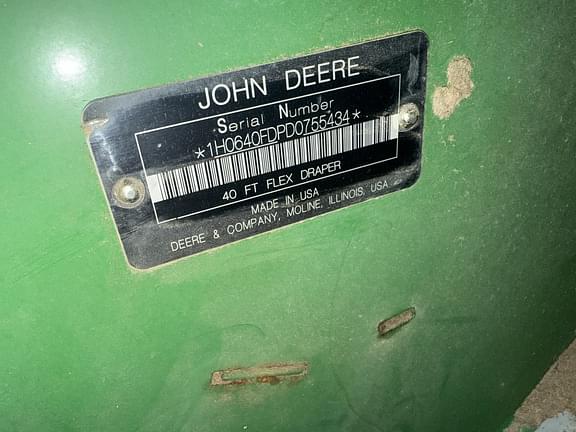 JOHN DEERE
Serial Number
*1H0640FDPD0755434*
40 FT FLEX DRAPER
MADE IN USA
DEERE & COMPANY, MOLINE, ILLINOIS, USA